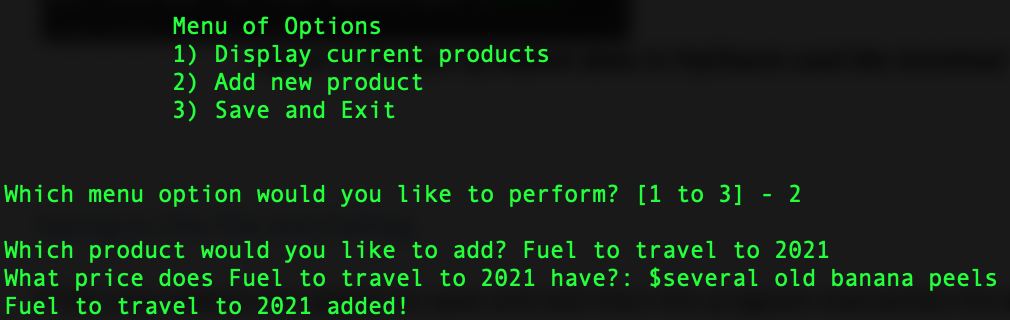 Menu of Options
1) Display current products
2) Add new product
3) Save and Exit
Which menu option would you like to perform? [1 to 3] - 2
Which product would you like to add? Fuel to travel to 2021
What price does Fuel to travel to 2021 have?: $several old banana peels
Fuel to travel to 2021 added!